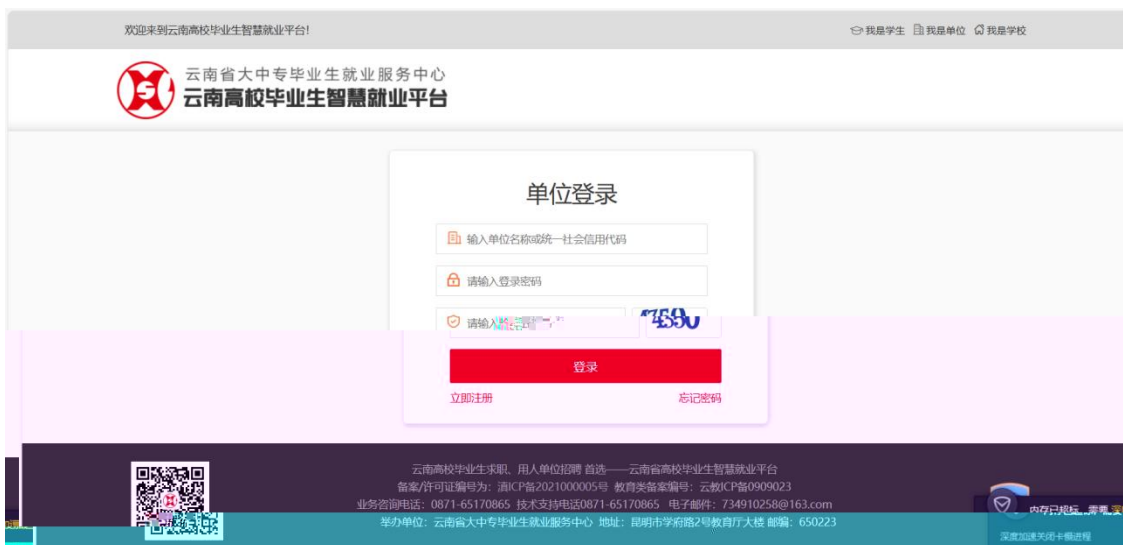 欢迎来到云南高校毕业生智慧就业平台!
我是学生 我是单位 我是学校
云南省大中专毕业生就业服务中心
云南高校毕业生智慧就业平台
单位登录
输入单位名称或统一社会信用代码
请输入登录密码
请输入
登录
立即注册 忘记密码
云南高校毕业生求职、用人单位招聘 首选——云南省高校毕业生智慧就业平台
备案/许可证编号为：滇ICP备2021000005号 教育类备案编号：云教ICP备0909023
业务咨询电话：0871-65170865 技术支持电话0871-65170865 电子邮件：734910258@163.com
举办单位：云南省大中专毕业生就业服务中心 地址：昆明市学府路2号教育厅大楼 邮编：650223
内存已超标，需要
深度加速关闭卡慢进程